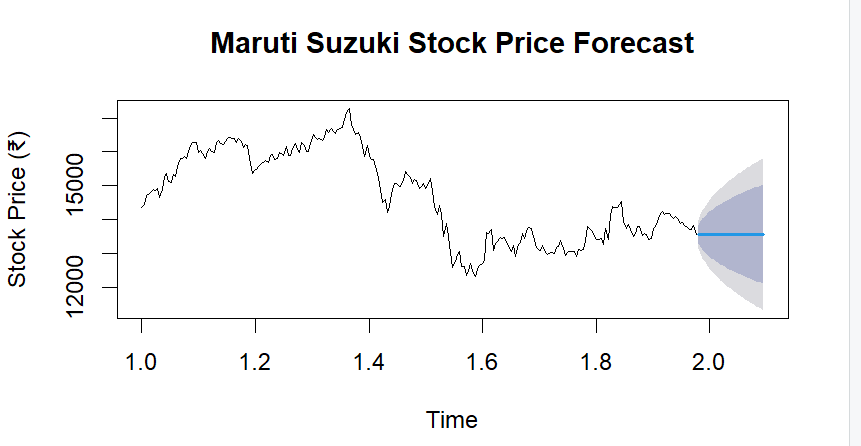 Maruti Suzuki Stock Price Forecast
Stock Price (₹)
15000
12000
1.0 1.2 1.4 1.6 1.8 2.0
Time